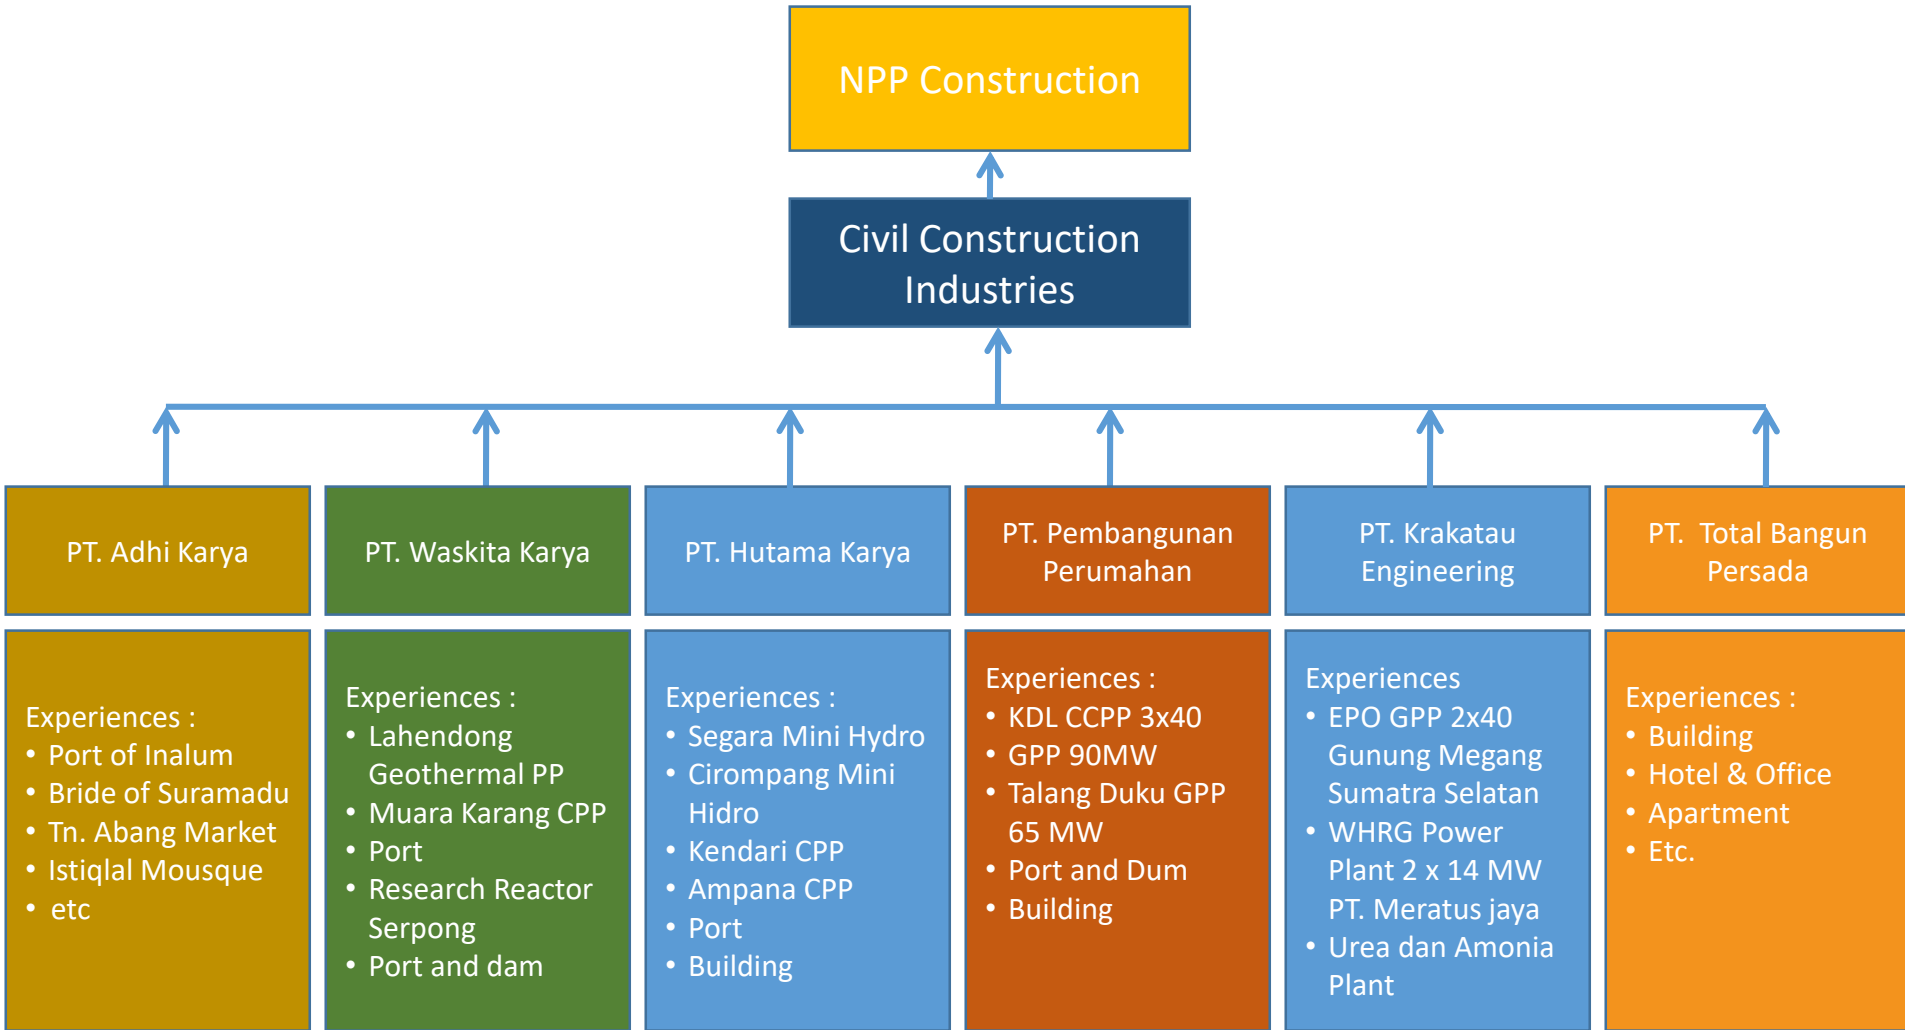 NPP Construction
Civil Construction
Industries
PT. Adhi Karya
PT. Waskita Karya
PT. Hutama Karya
PT. Pembangunan
Perumahan
PT. Krakatau
Engineering
PT.  Total Bangun
Persada
Experiences :
• Port of Inalum
• Bride of Suramadu
• Tn. Abang Market
• Istiqlal Mousque
• etc
Experiences :
• Lahendong
Geothermal PP
• Muara Karang CPP
• Port
• Research Reactor
Serpong
• Port and dam
Experiences :
• Segara Mini Hydro
• Cirompang Mini
Hidro
• Kendari CPP
• Ampana CPP
• Port
• Building
Experiences :
• KDL CCPP 3x40
• GPP 90MW
• Talang Duku GPP
65 MW
• Port and Dum
• Building
Experiences
• EPO GPP 2x40
Gunung Megang
Sumatra Selatan
• WHRG Power
Plant 2 x 14 MW
PT. Meratus jaya
• Urea dan Amonia
Plant
Experiences :
• Building
• Hotel & Office
• Apartment
• Etc.